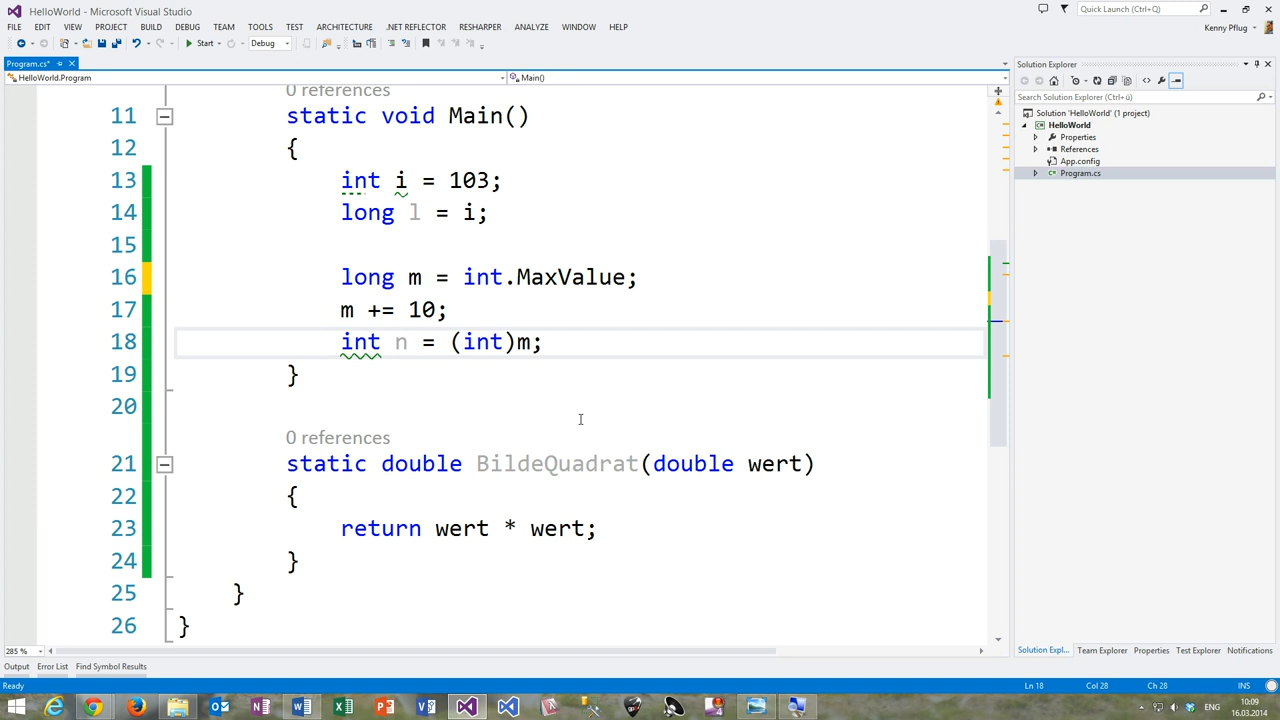 HelloWorld - Microsoft Visual Studio
Quick Launch (Ctrl+Q)
FILE EDIT VIEW PROJECT BUILD DEBUG TEAM TOOLS TEST ARCHITECTURE .NET REFLECTOR RESHARPER ANALYZE WINDOW HELP
Kenny Pflug
Start Debug
Program.cs*
Solution Explorer
HelloWorld.Program
Main()
Search Solution Explorer (Ctrl+ü)
Solution 'HelloWorld' (1 project)
HelloWorld
Properties
References
App.config
Program.cs
0 references
11 static void Main()
12 {
13 int i = 103;
14 long l = i;
15
16 long m = int.MaxValue;
17 m += 10;
18 int n = (int)m;
19 }
20
0 references
21 static double BildeQuadrat(double wert)
22 {
23 return wert * wert;
24 }
25 }
26 }
285 %
Solution Expl... Team Explorer Properties Test Explorer Notifications
Output Error List Find Symbol Results
Ready
Ln 18 Col 28 Ch 28 INS
ENG
10:09
16.03.2014